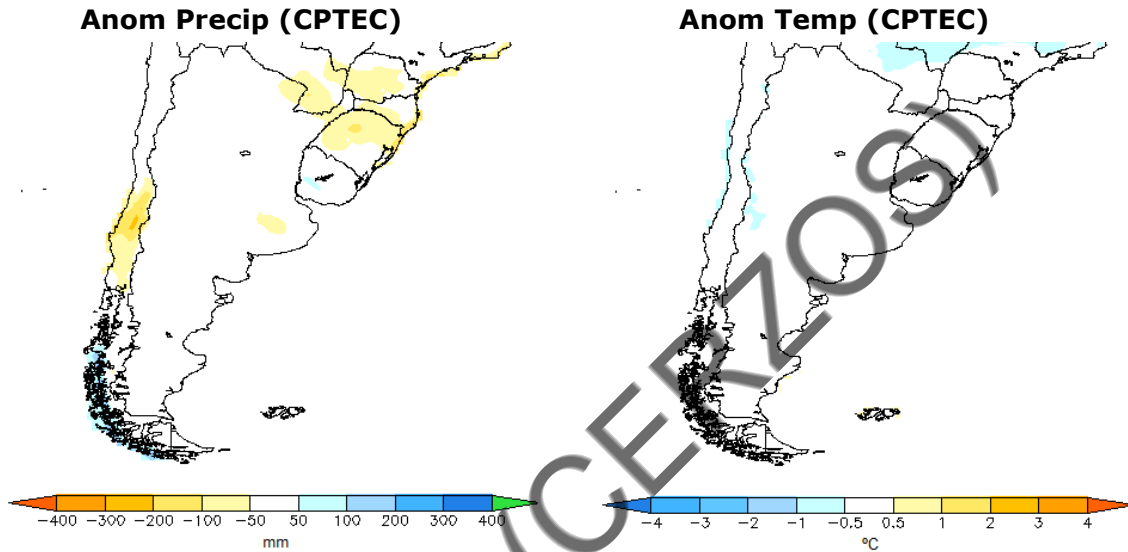 Anom Precip (CPTEC)
Anom Temp (CPTEC)
(CERZOS)
-400 -300 -200 -100 -50 50 100 200 300 400
mm
-4 -3 -2 -1 -0.5 0.5 1 2 3 4
ºC